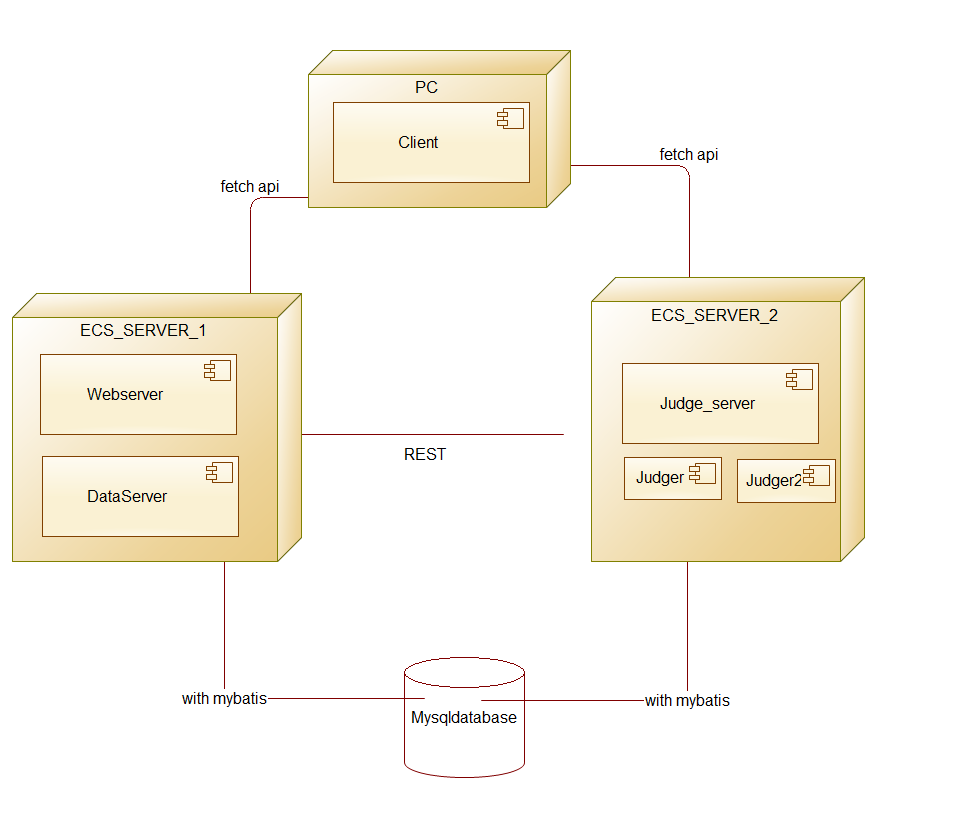 PC
Client
fetch api
fetch api
ECS_SERVER_1
Webserver
DataServer
REST
ECS_SERVER_2
Judge_server
Judger
Judger2
with mybatis
with mybatis
Mysqldatabase